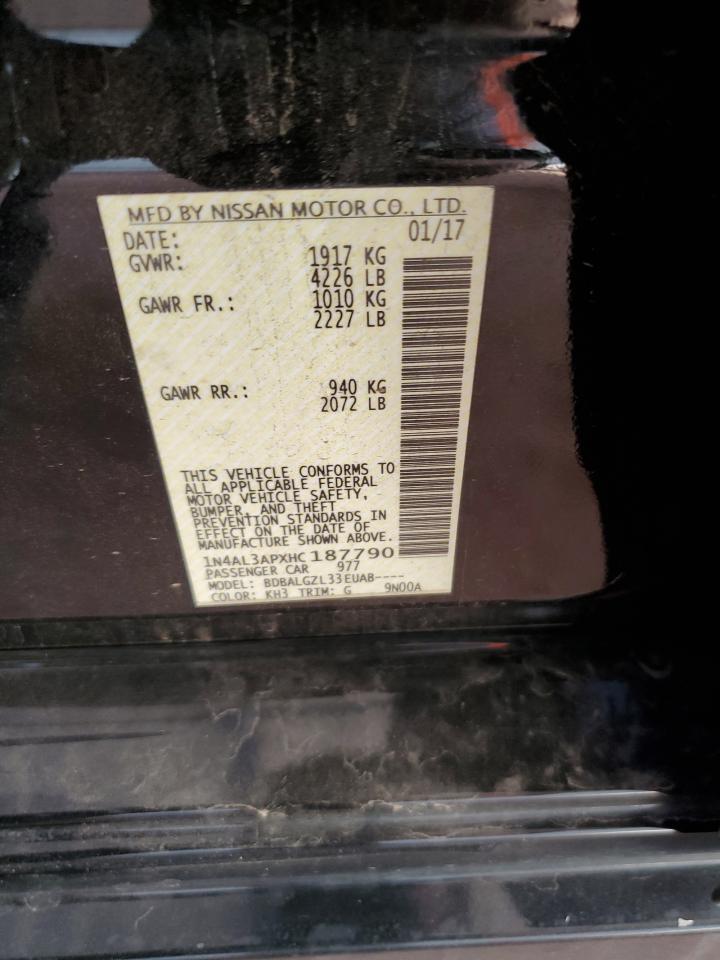 MFD BY NISSAN MOTOR CO., LTD.
DATE: 01/17
GVWR: 1917 KG
4226 LB
GAWR FR.: 1010 KG
2227 LB
GAWR RR.: 940 KG
2072 LB
THIS VEHICLE CONFORMS TO
ALL APPLICABLE FEDERAL
MOTOR VEHICLE SAFETY,
BUMPER, AND THEFT
PREVENTION STANDARDS IN
EFFECT ON THE DATE OF
MANUFACTURE SHOWN ABOVE.
1N4AL3APXHC187790
PASSENGER CAR 977
MODEL: BDBALGZL33EUAB----
COLOR: KH3 TRIM: G 9N00A